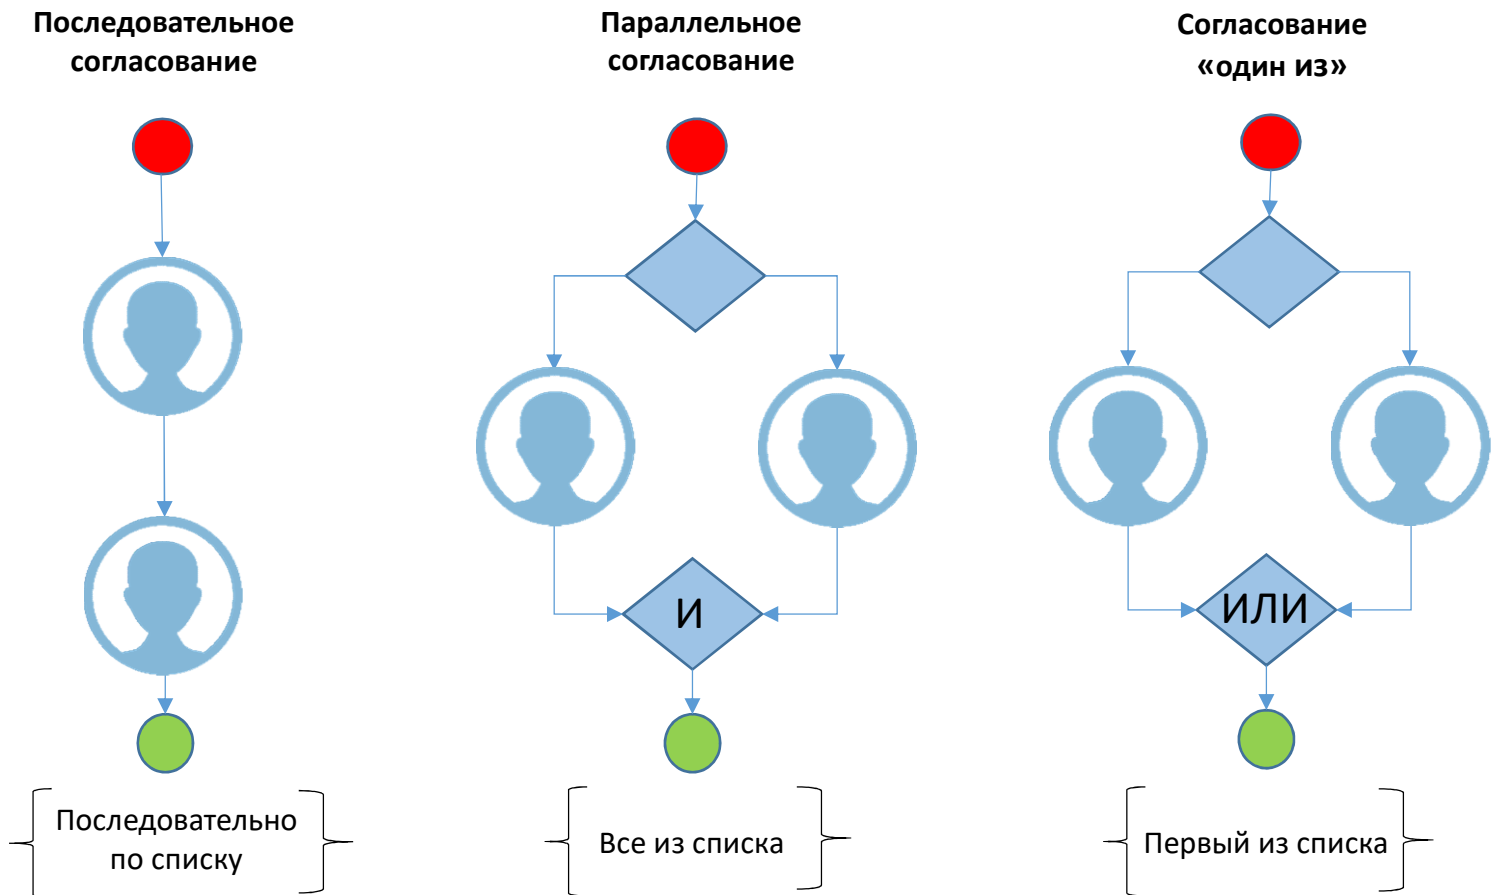 Последовательное
согласование
Параллельное
согласование
Согласование
«один из»
И
ИЛИ
Последовательно
по списку
Все из списка
Первый из списка